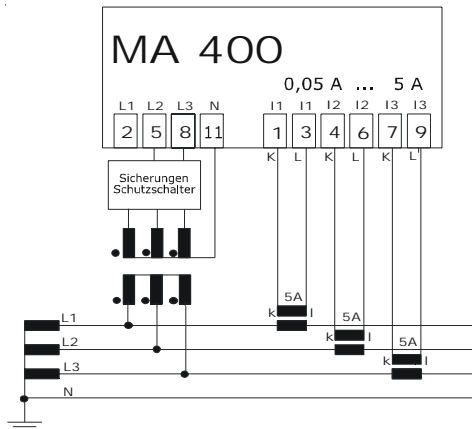 MA 400
0,05 A ... 5 A
L1 L2 L3 N I1 I1 I2 I2 I3 I3
2 5 8 11 1 3 4 6 7 9
K L K L K L'
Sicherungen
Schutzschalter
5A
k l
L1
5A
k l
L2
5A
k l
L3
N